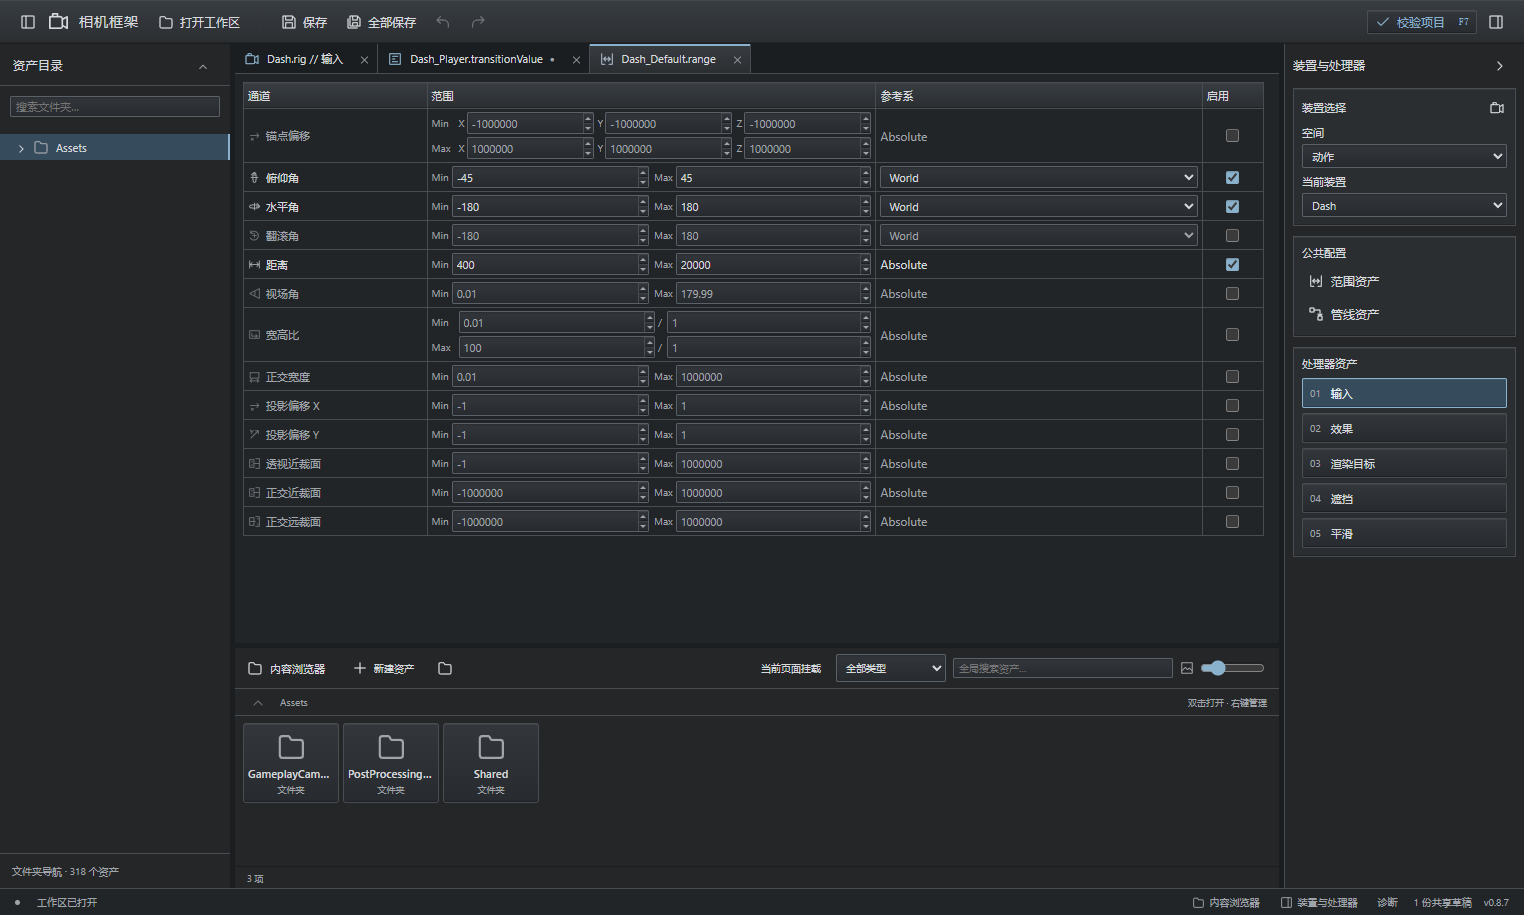 相机框架 打开工作区 保存 全部保存 校验项目 F7
资产目录
搜索文件夹...
Assets
文件夹导航 · 318 个资产
Dash.rig // 输入 Dash_Player.transitionValue • Dash_Default.range
通道 范围 参考系 启用
锚点偏移 Min X -1000000 Y -1000000 Z -1000000 Absolute
Max X 1000000 Y 1000000 Z 1000000
俯仰角 Min -45 Max 45 World
水平角 Min -180 Max 180 World
翻滚角 Min -180 Max 180 World
距离 Min 400 Max 20000 Absolute
视场角 Min 0.01 Max 179.99 Absolute
宽高比 Min 0.01 / 1 Absolute
Max 100 / 1
正交宽度 Min 0.01 Max 1000000 Absolute
投影偏移 X Min -1 Max 1 Absolute
投影偏移 Y Min -1 Max 1 Absolute
透视近裁面 Min -1 Max 1000000 Absolute
正交近裁面 Min -1000000 Max 1000000 Absolute
正交远裁面 Min -1000000 Max 1000000 Absolute
内容浏览器 新建资产 当前页面挂载 全部类型 全局搜索资产...
Assets 双击打开 · 右键管理
GameplayCam... PostProcessing... Shared
文件夹 文件夹 文件夹
3 项
装置与处理器
装置选择
空间
动作
当前装置
Dash
公共配置
范围资产
管线资产
处理器资产
01 输入
02 效果
03 渲染目标
04 遮挡
05 平滑
工作区已打开 内容浏览器 装置与处理器 诊断 1 份共享草稿 v0.8.7